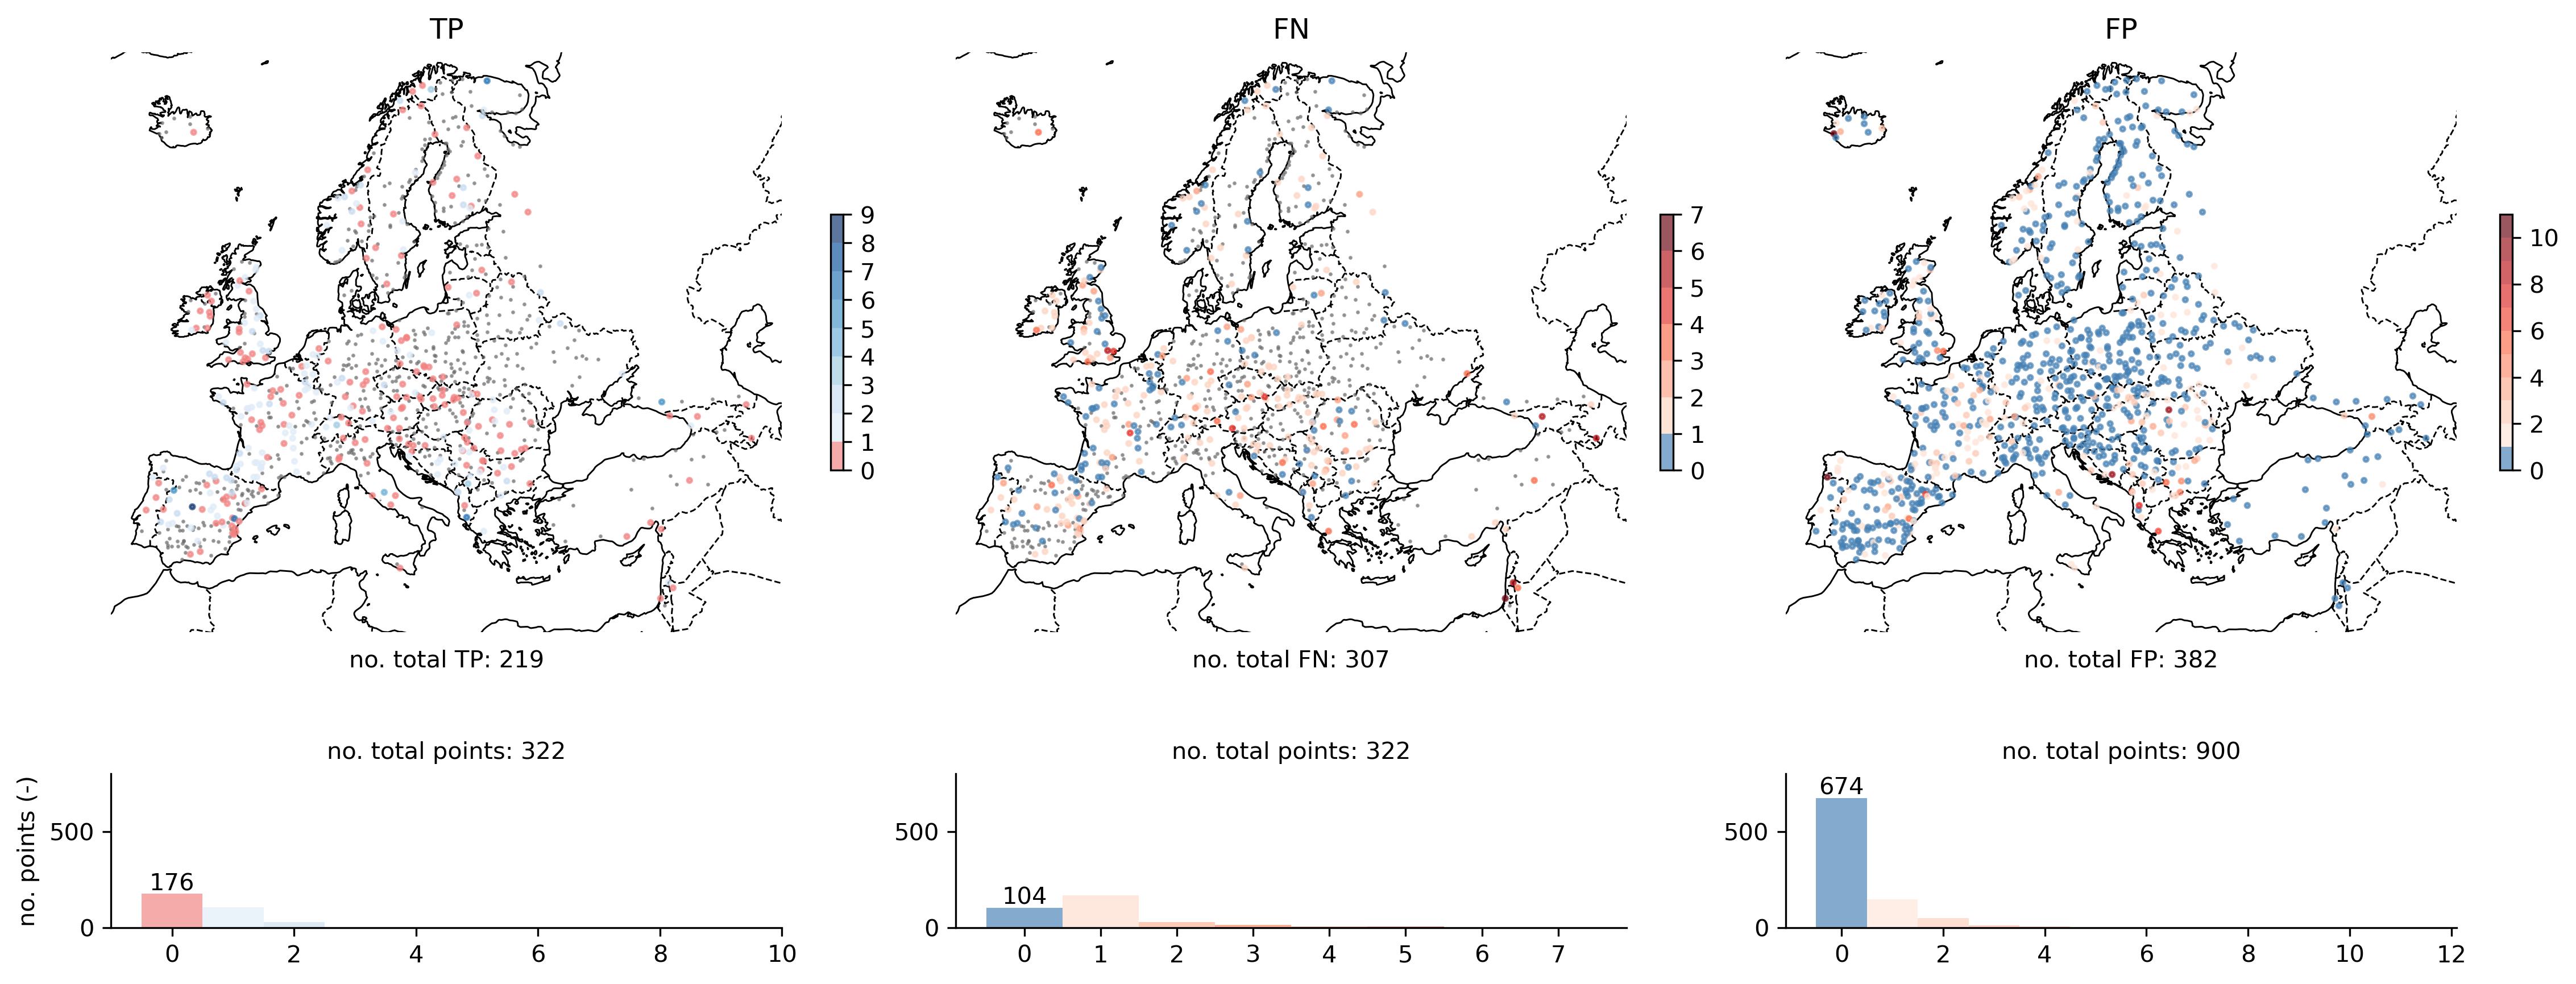 TP
FN
FP
9
8
7
6
5
4
3
2
1
0
7
6
5
4
3
2
1
0
10
8
6
4
2
0
no. total TP: 219
no. total FN: 307
no. total FP: 382
no. total points: 322
no. total points: 322
no. total points: 900
no. points (-)
500
0
176
0 2 4 6 8 10
500
0
104
0 1 2 3 4 5 6 7
500
0
674
0 2 4 6 8 10 12